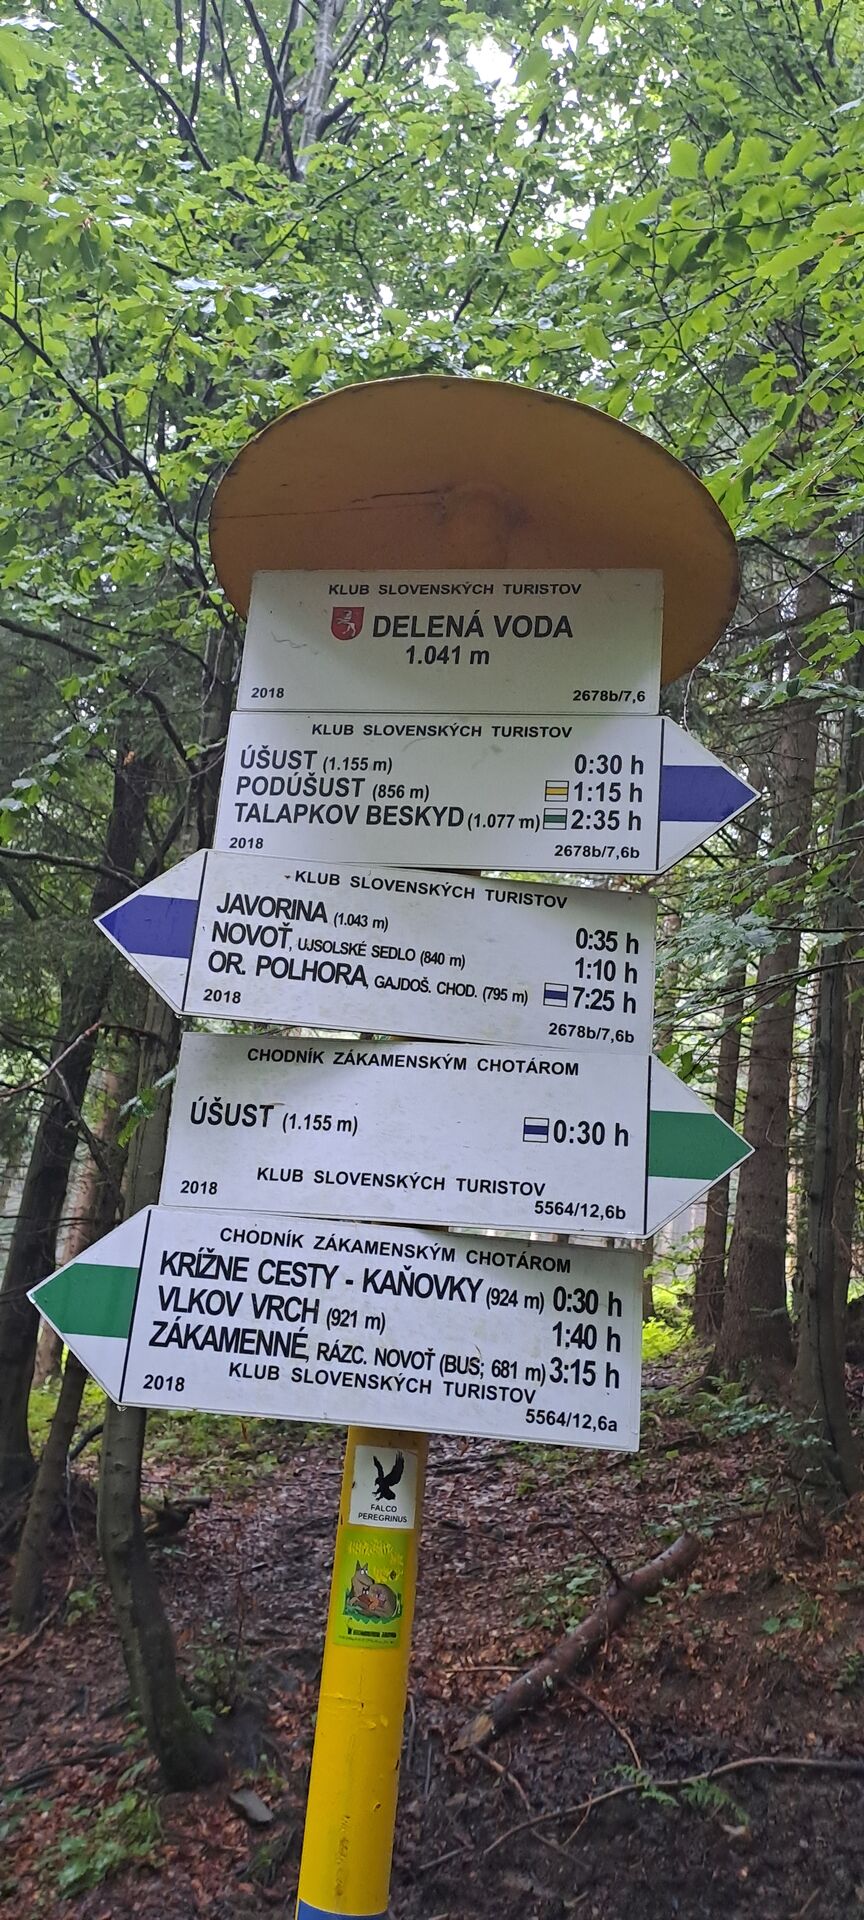 KLUB SLOVENSKÝCH TURISTOV
DELENÁ VODA
1.041 m
2018 2678b/7,6
KLUB SLOVENSKÝCH TURISTOV
ÚŠUST (1.155 m) 0:30 h
PODÚŠUST (856 m) 1:15 h
TALAPKOV BESKYD (1.077 m) 2:35 h
2018 2678b/7,6b
KLUB SLOVENSKÝCH TURISTOV
JAVORINA (1.043 m) 0:35 h
NOVOŤ, UJSOLSKÉ SEDLO (840 m) 1:10 h
OR. POLHORA, GAJDOŠ. CHOD. (795 m) 7:25 h
2018 2678b/7,6b
CHODNÍK ZÁKAMENSKÝM CHOTÁROM
ÚŠUST (1.155 m) 0:30 h
KLUB SLOVENSKÝCH TURISTOV
2018 5564/12,6b
CHODNÍK ZÁKAMENSKÝM CHOTÁROM
KRÍŽNE CESTY - KAŇOVKY (924 m) 0:30 h
VLKOV VRCH (921 m) 1:40 h
ZÁKAMENNÉ, RÁZC. NOVOŤ (BUS; 681 m) 3:15 h
KLUB SLOVENSKÝCH TURISTOV
2018 5564/12,6a
FALCO
PEREGRINUS